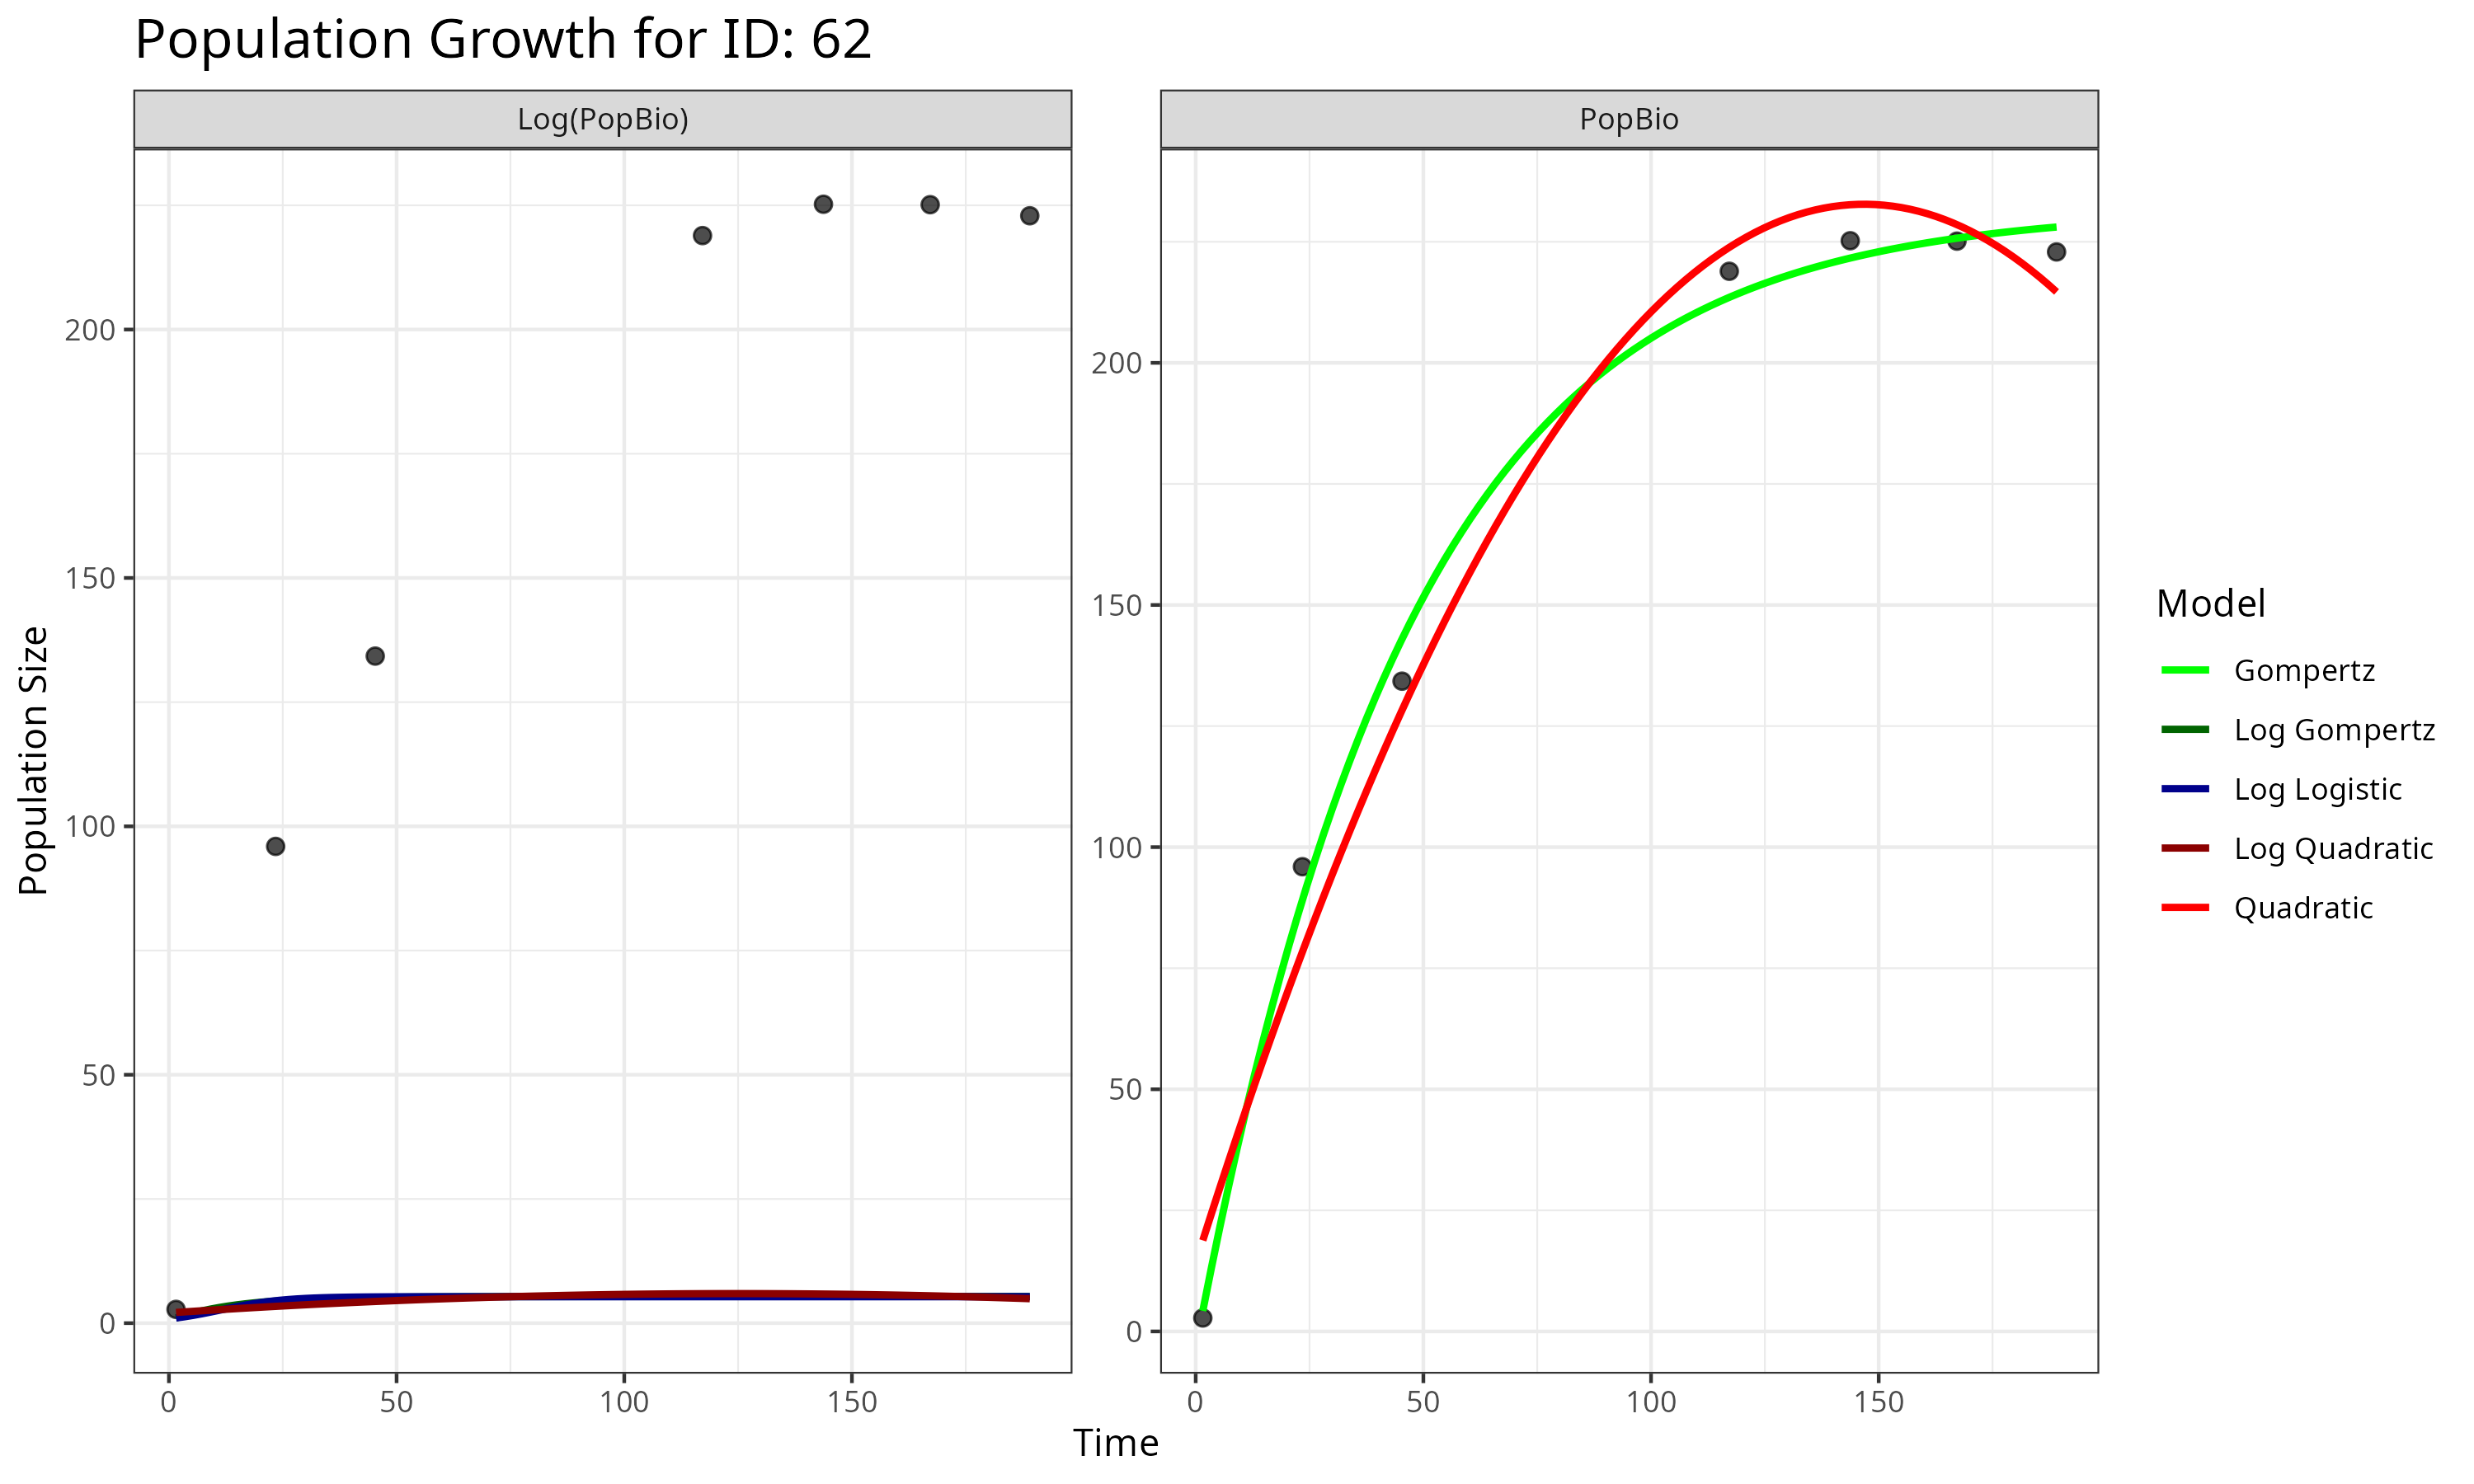 Population Growth for ID: 62
Log(PopBio)
PopBio
Population Size
200
150
100
50
0
200
150
100
50
0
0 50 100 150
0 50 100 150
Time
Model
Gompertz
Log Gompertz
Log Logistic
Log Quadratic
Quadratic